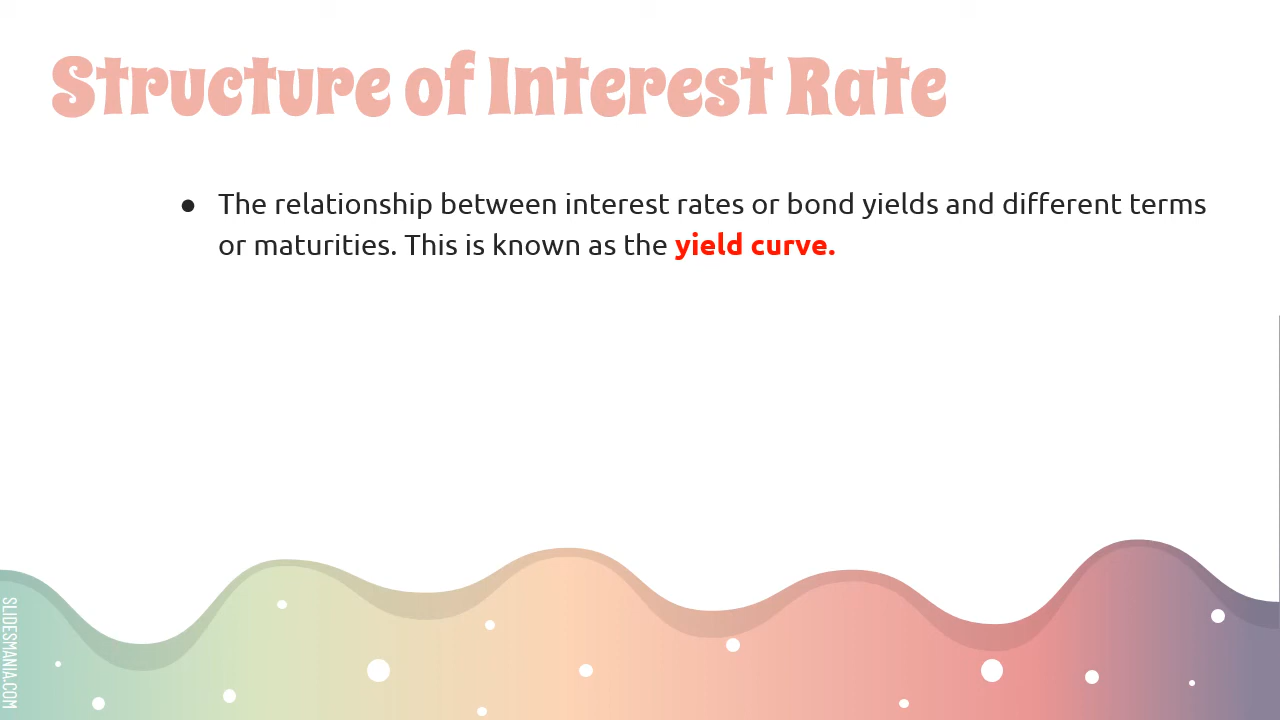 Structure of Interest Rate
● The relationship between interest rates or bond yields and different terms
or maturities. This is known as the yield curve.
SLIDESMANIA.COM